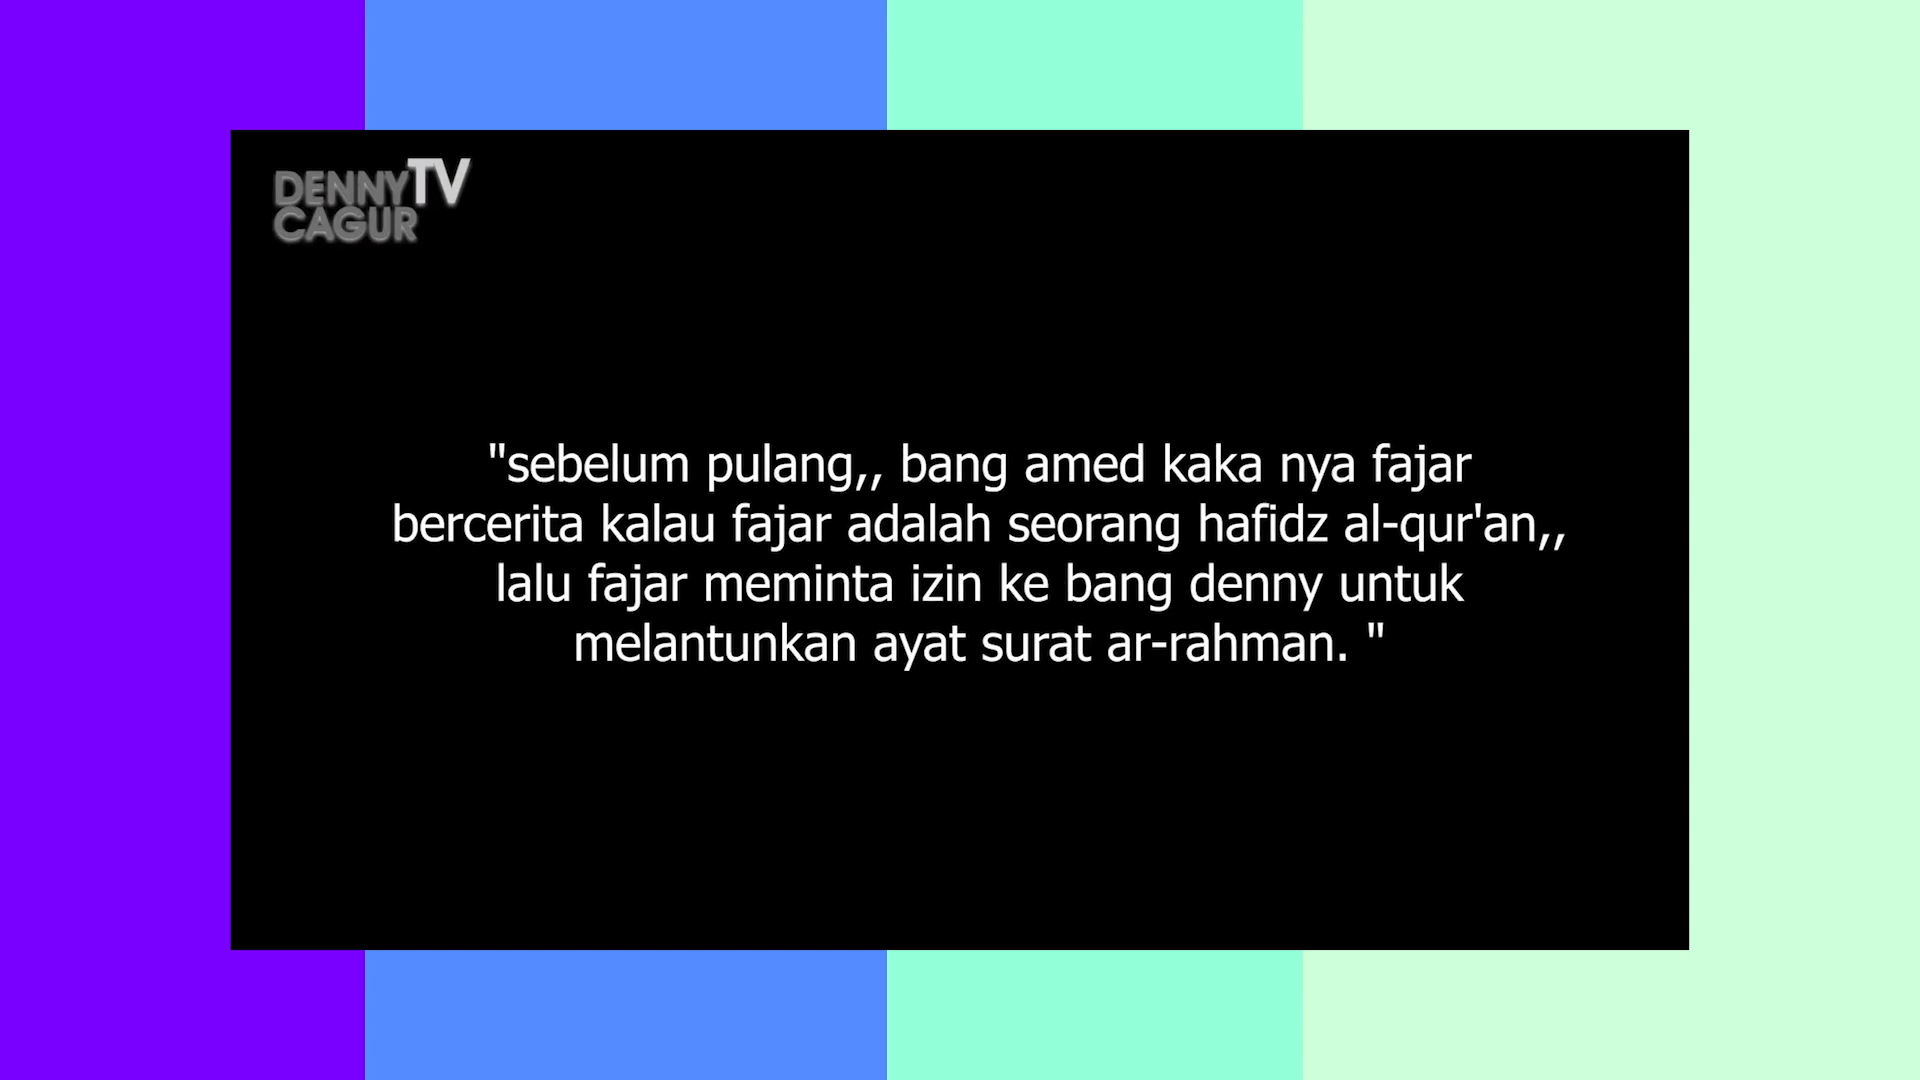 DENNY TV
CAGUR
"sebelum pulang,, bang amed kaka nya fajar
bercerita kalau fajar adalah seorang hafidz al-qur'an,,
lalu fajar meminta izin ke bang denny untuk
melantunkan ayat surat ar-rahman. "